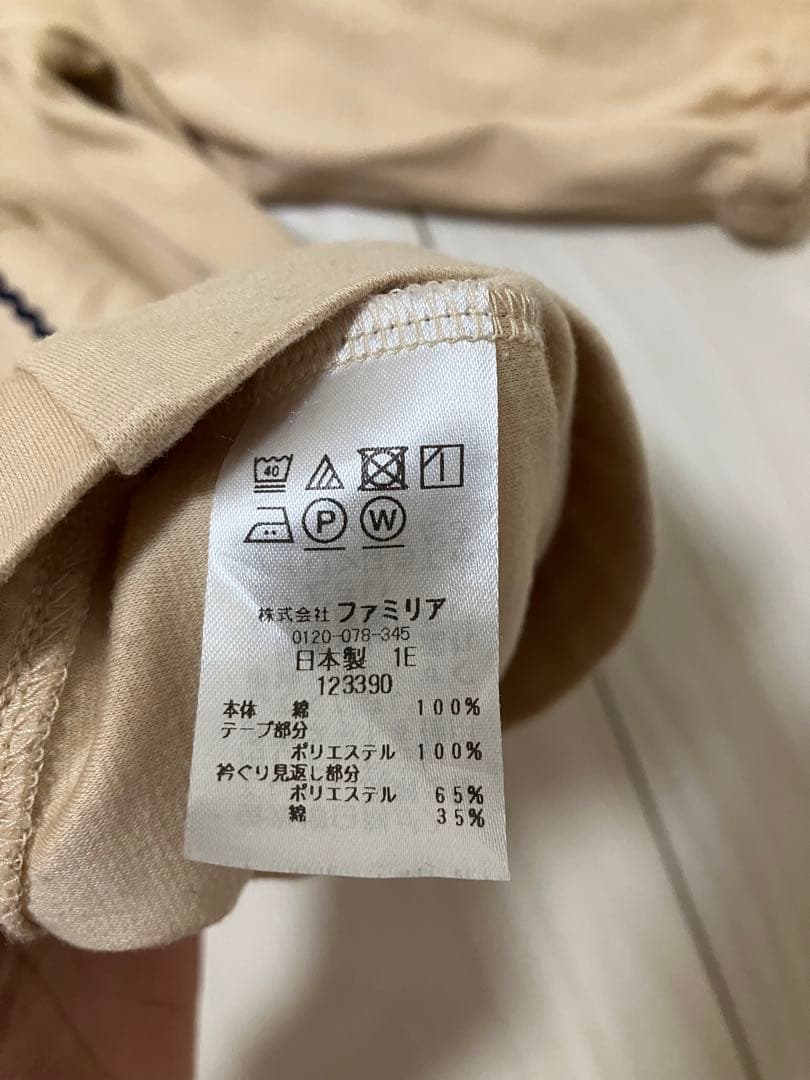 40
P W
株式会社 ファミリア
0120-078-345
日本製 1E
123390
本体 綿 100%
テープ部分
ポリエステル 100%
衿ぐり見返し部分
ポリエステル 65%
綿 35%